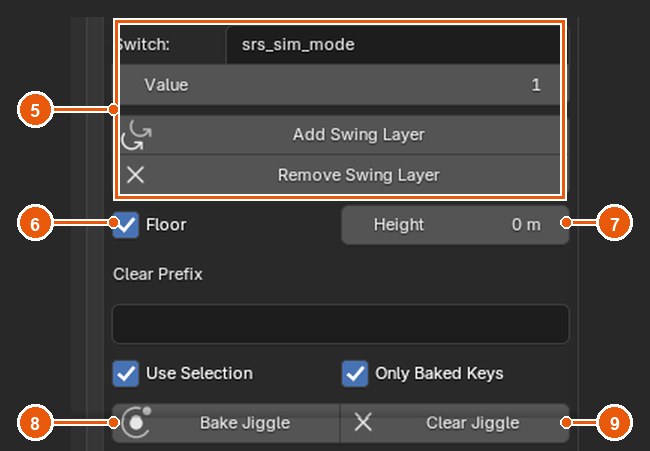 Switch: srs_sim_mode
Value 1
5
Add Swing Layer
Remove Swing Layer
6 Floor Height 0 m 7
Clear Prefix
Use Selection Only Baked Keys
8 Bake Jiggle Clear Jiggle 9